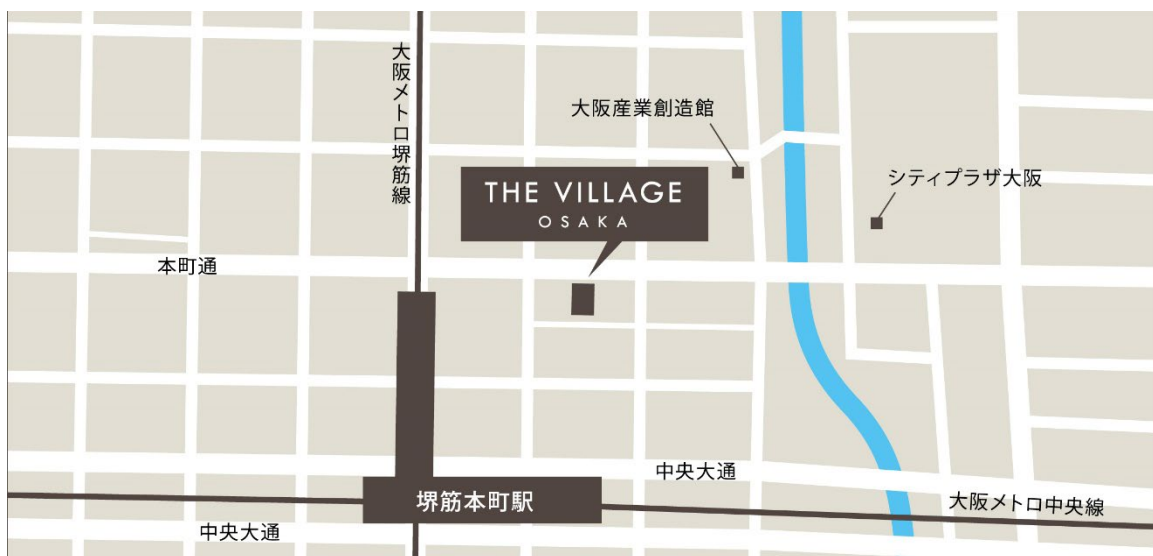 大阪メトロ堺筋線
大阪産業創造館
シティプラザ大阪
THE VILLAGE
OSAKA
本町通
中央大通
堺筋本町駅
大阪メトロ中央線
中央大通